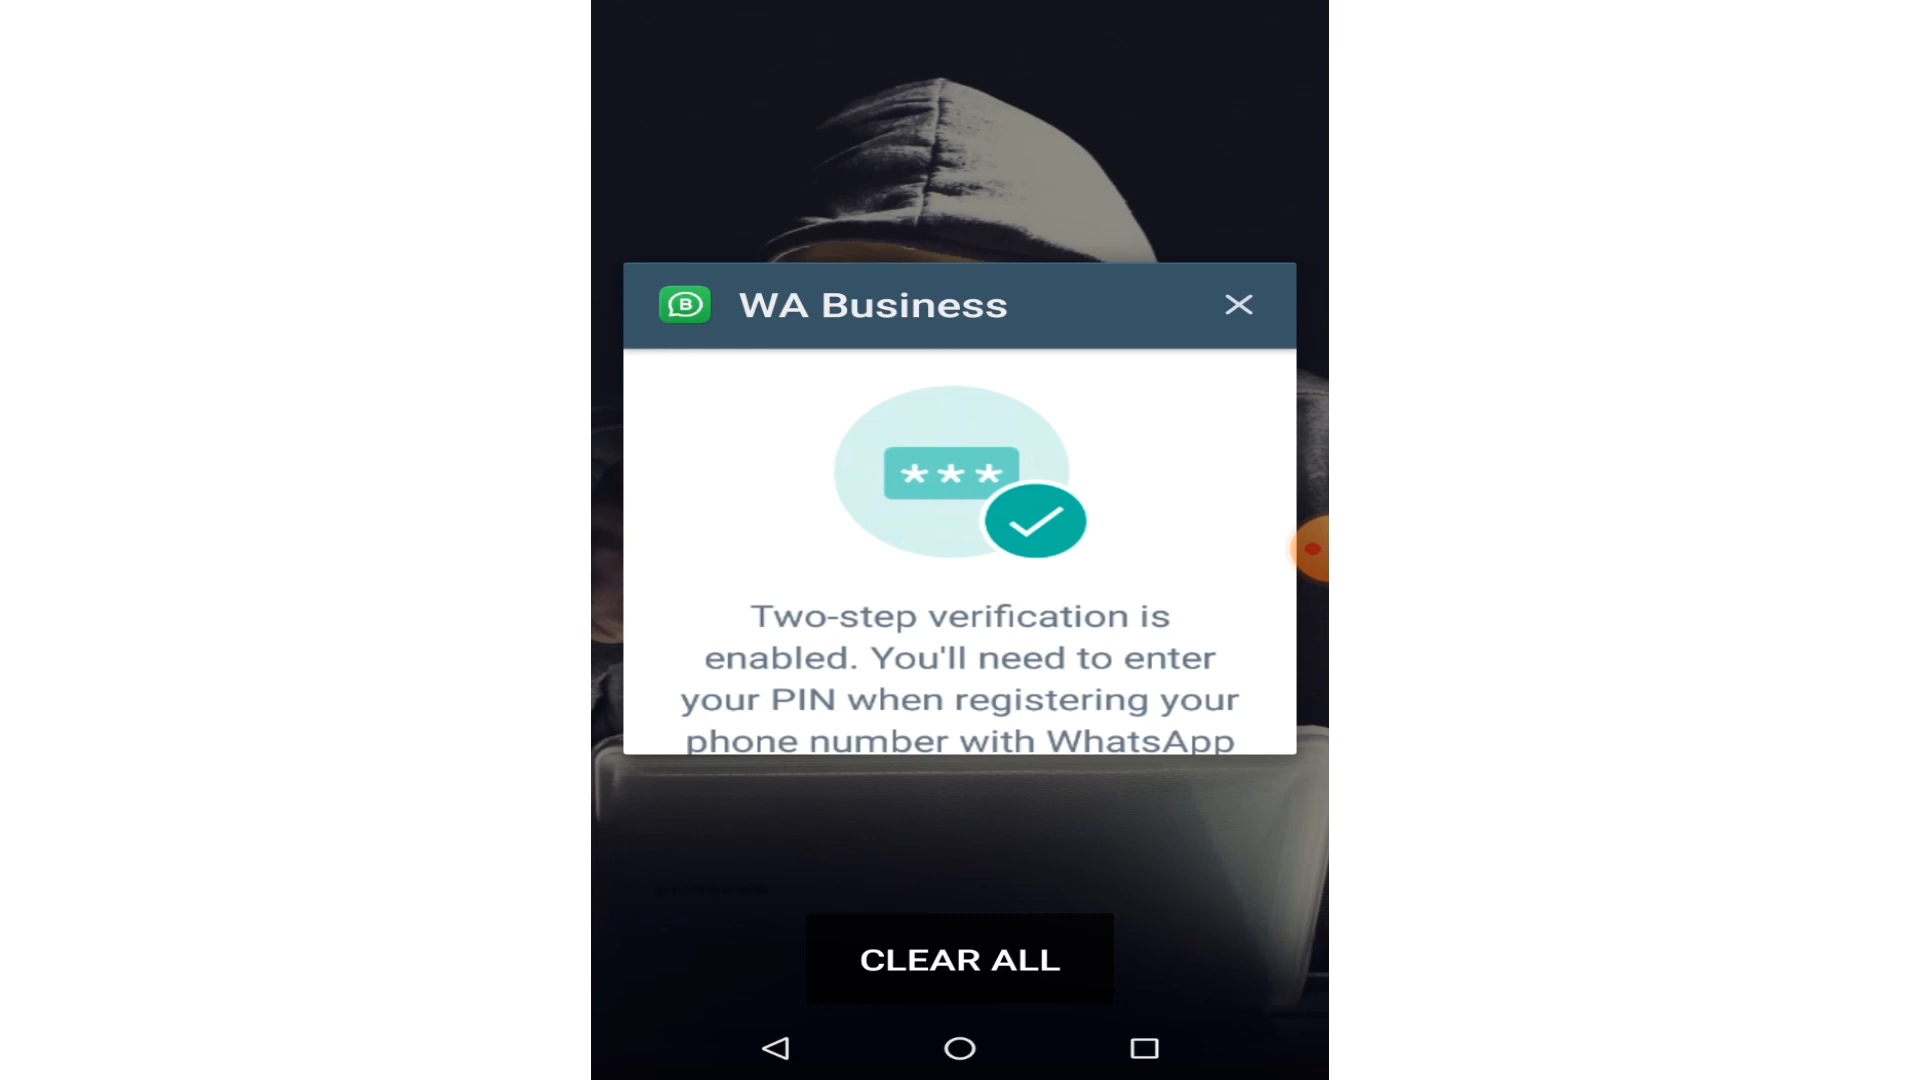 WA Business
***
Two-step verification is
enabled. You'll need to enter
your PIN when registering your
phone number with WhatsApp
CLEAR ALL